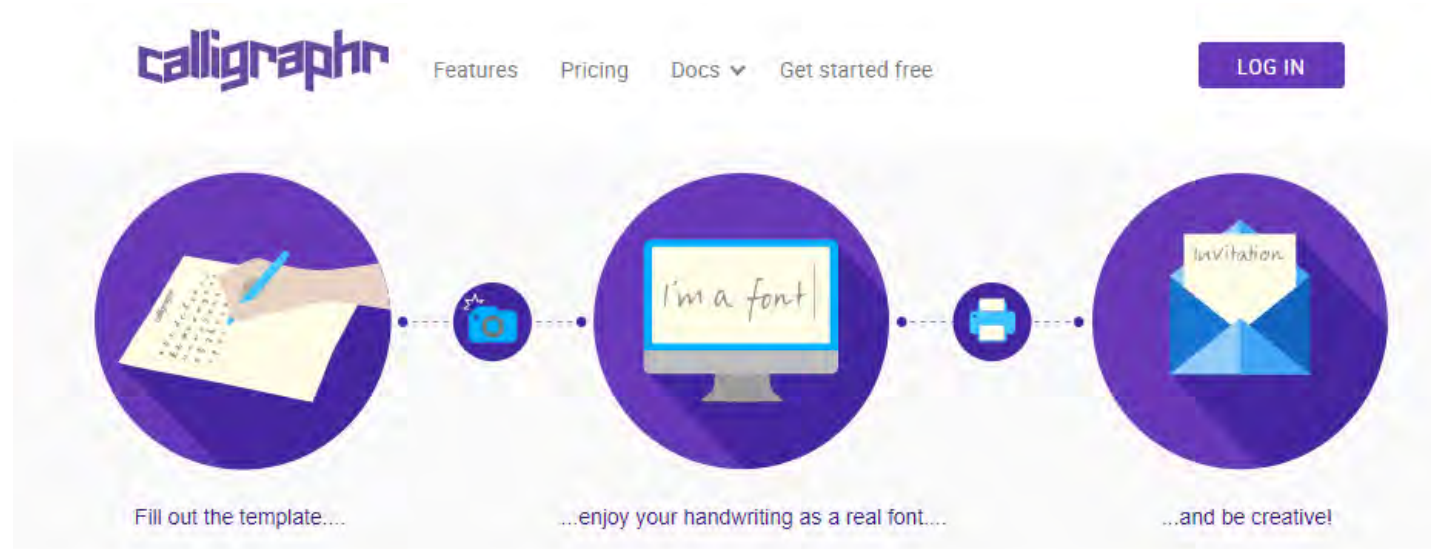 calligraphr
Features Pricing Docs Get started free
LOG IN
I'm a font
Invitation
Fill out the template....
...enjoy your handwriting as a real font....
...and be creative!